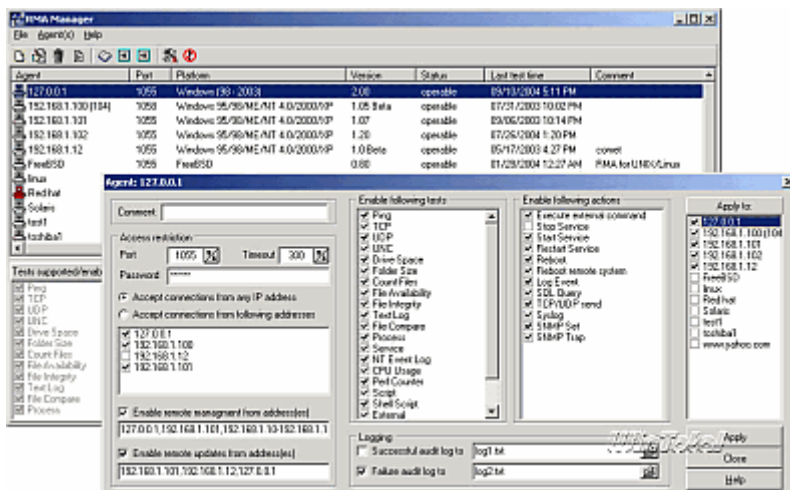 RMA Manager
File Agent(s) Help
Agent Port Platform Version Status Last test time Comment
127.0.0.1 1055 Windows (98 - 2003) 2.00 operable 09/10/2004 5:11 PM
192.168.1.100 (104) 1058 Windows 95/98/ME/NT 4.0/2000/XP 1.05 Beta operable 07/31/2003 10:02 PM
192.168.1.101 1055 Windows 95/98/ME/NT 4.0/2000/XP 1.07 operable 09/06/2003 10:14 PM
192.168.1.102 1055 Windows 95/98/ME/NT 4.0/2000/XP 1.20 operable 07/26/2004 1:20 PM
192.168.1.12 1055 Windows 95/98/ME/NT 4.0/2000/XP 1.0 Beta operable 05/17/2003 4:27 PM comet
FreeBSD 1055 FreeBSD 0.80 operable 01/29/2004 12:27 AM RMA for UNIX/Linux
linux
Red hat
Solaris
test1
toshiba1
Tests supported/enab
Ping
TCP
UDP
UNC
Drive Space
Folder Size
Count Files
File Availability
File Integrity
Text Log
File Compare
Process
Agent: 127.0.0.1
Comment:
Access restriction
Port 1055 Timeout 300
Password ******
Accept connections from any IP address
Accept connections from following addresses
127.0.0.1
192.168.1.100
192.168.1.12
192.168.1.101
Enable remote managment from address(es)
127.0.0.1,192.168.1.101,192.168.1.10-192.168.1.1
Enable remote updates from address(es)
192.168.1.101,192.168.1.12,127.0.0.1
Enable following tests
Ping
TCP
UDP
UNC
Drive Space
Folder Size
Count Files
File Availability
File Integrity
Text Log
File Compare
Process
Service
NT Event Log
CPU Usage
Perf Counter
Script
Shell Script
External
Enable following actions
Execute external command
Stop Service
Start Service
Restart Service
Reboot
Reboot remote system
Log Event
SQL Query
TCP/UDP send
Syslog
SNMP Set
SNMP Trap
Logging
Successful audit log to log1.txt
Failure audit log to log2.txt
Apply to:
127.0.0.1
192.168.1.100 (104
192.168.1.101
192.168.1.102
192.168.1.12
FreeBSD
linux
Red hat
Solaris
test1
toshiba1
www.yahoo.com
WinTotal
Apply
Close
Help